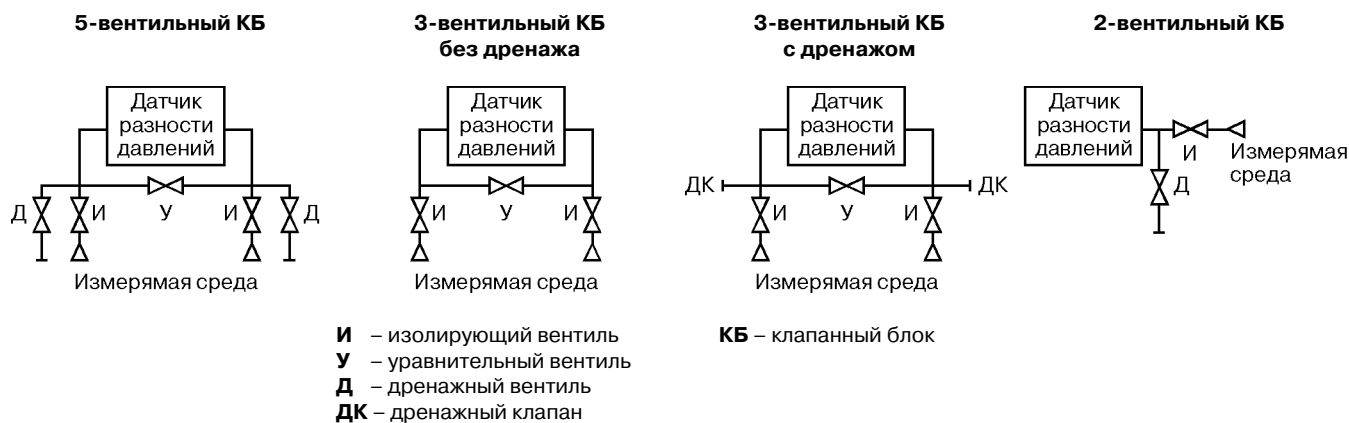 5-вентильный КБ
Датчик
разности
давлений
Д
И
У
И
Д
Измерямая среда
3-вентильный КБ
без дренажа
Датчик
разности
давлений
И
У
И
Измерямая среда
3-вентильный КБ
с дренажом
Датчик
разности
давлений
ДК
ДК
И
У
И
Измерямая среда
2-вентильный КБ
Датчик
разности
давлений
И
Измерямая
среда
Д
И – изолирующий вентиль
У – уравнительный вентиль
Д – дренажный вентиль
ДК – дренажный клапан
КБ – клапанный блок